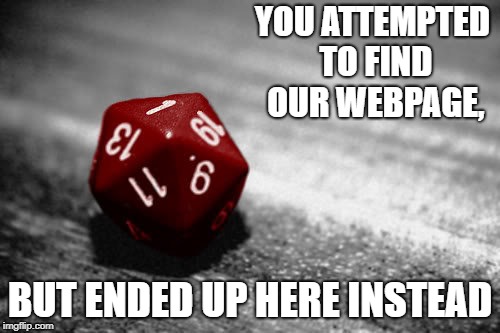 YOU ATTEMPTED
TO FIND
OUR WEBPAGE,
1
19
13
11
9
BUT ENDED UP HERE INSTEAD
imgflip.com